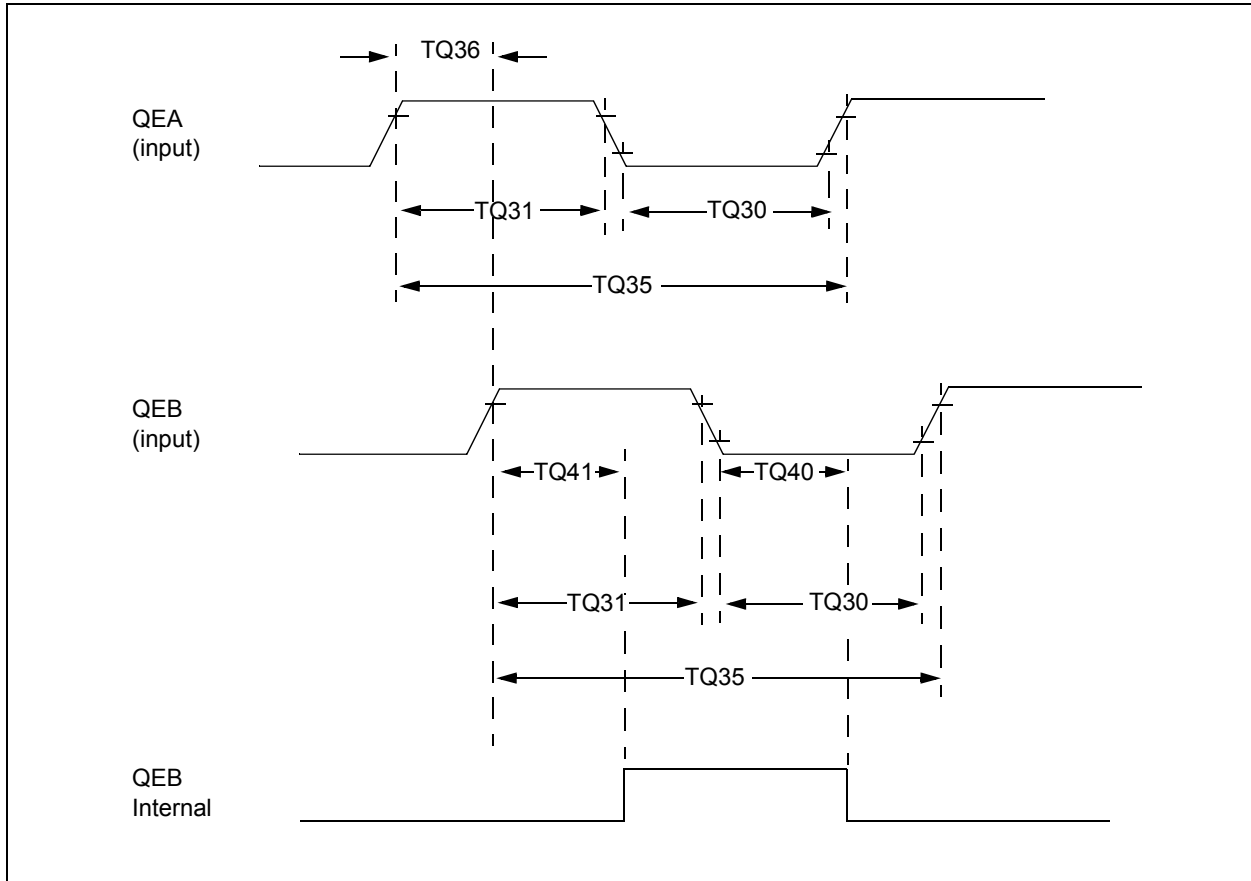 TQ36
QEA
(input)
TQ31
TQ30
TQ35
QEB
(input)
TQ41
TQ40
TQ31
TQ30
TQ35
QEB
Internal